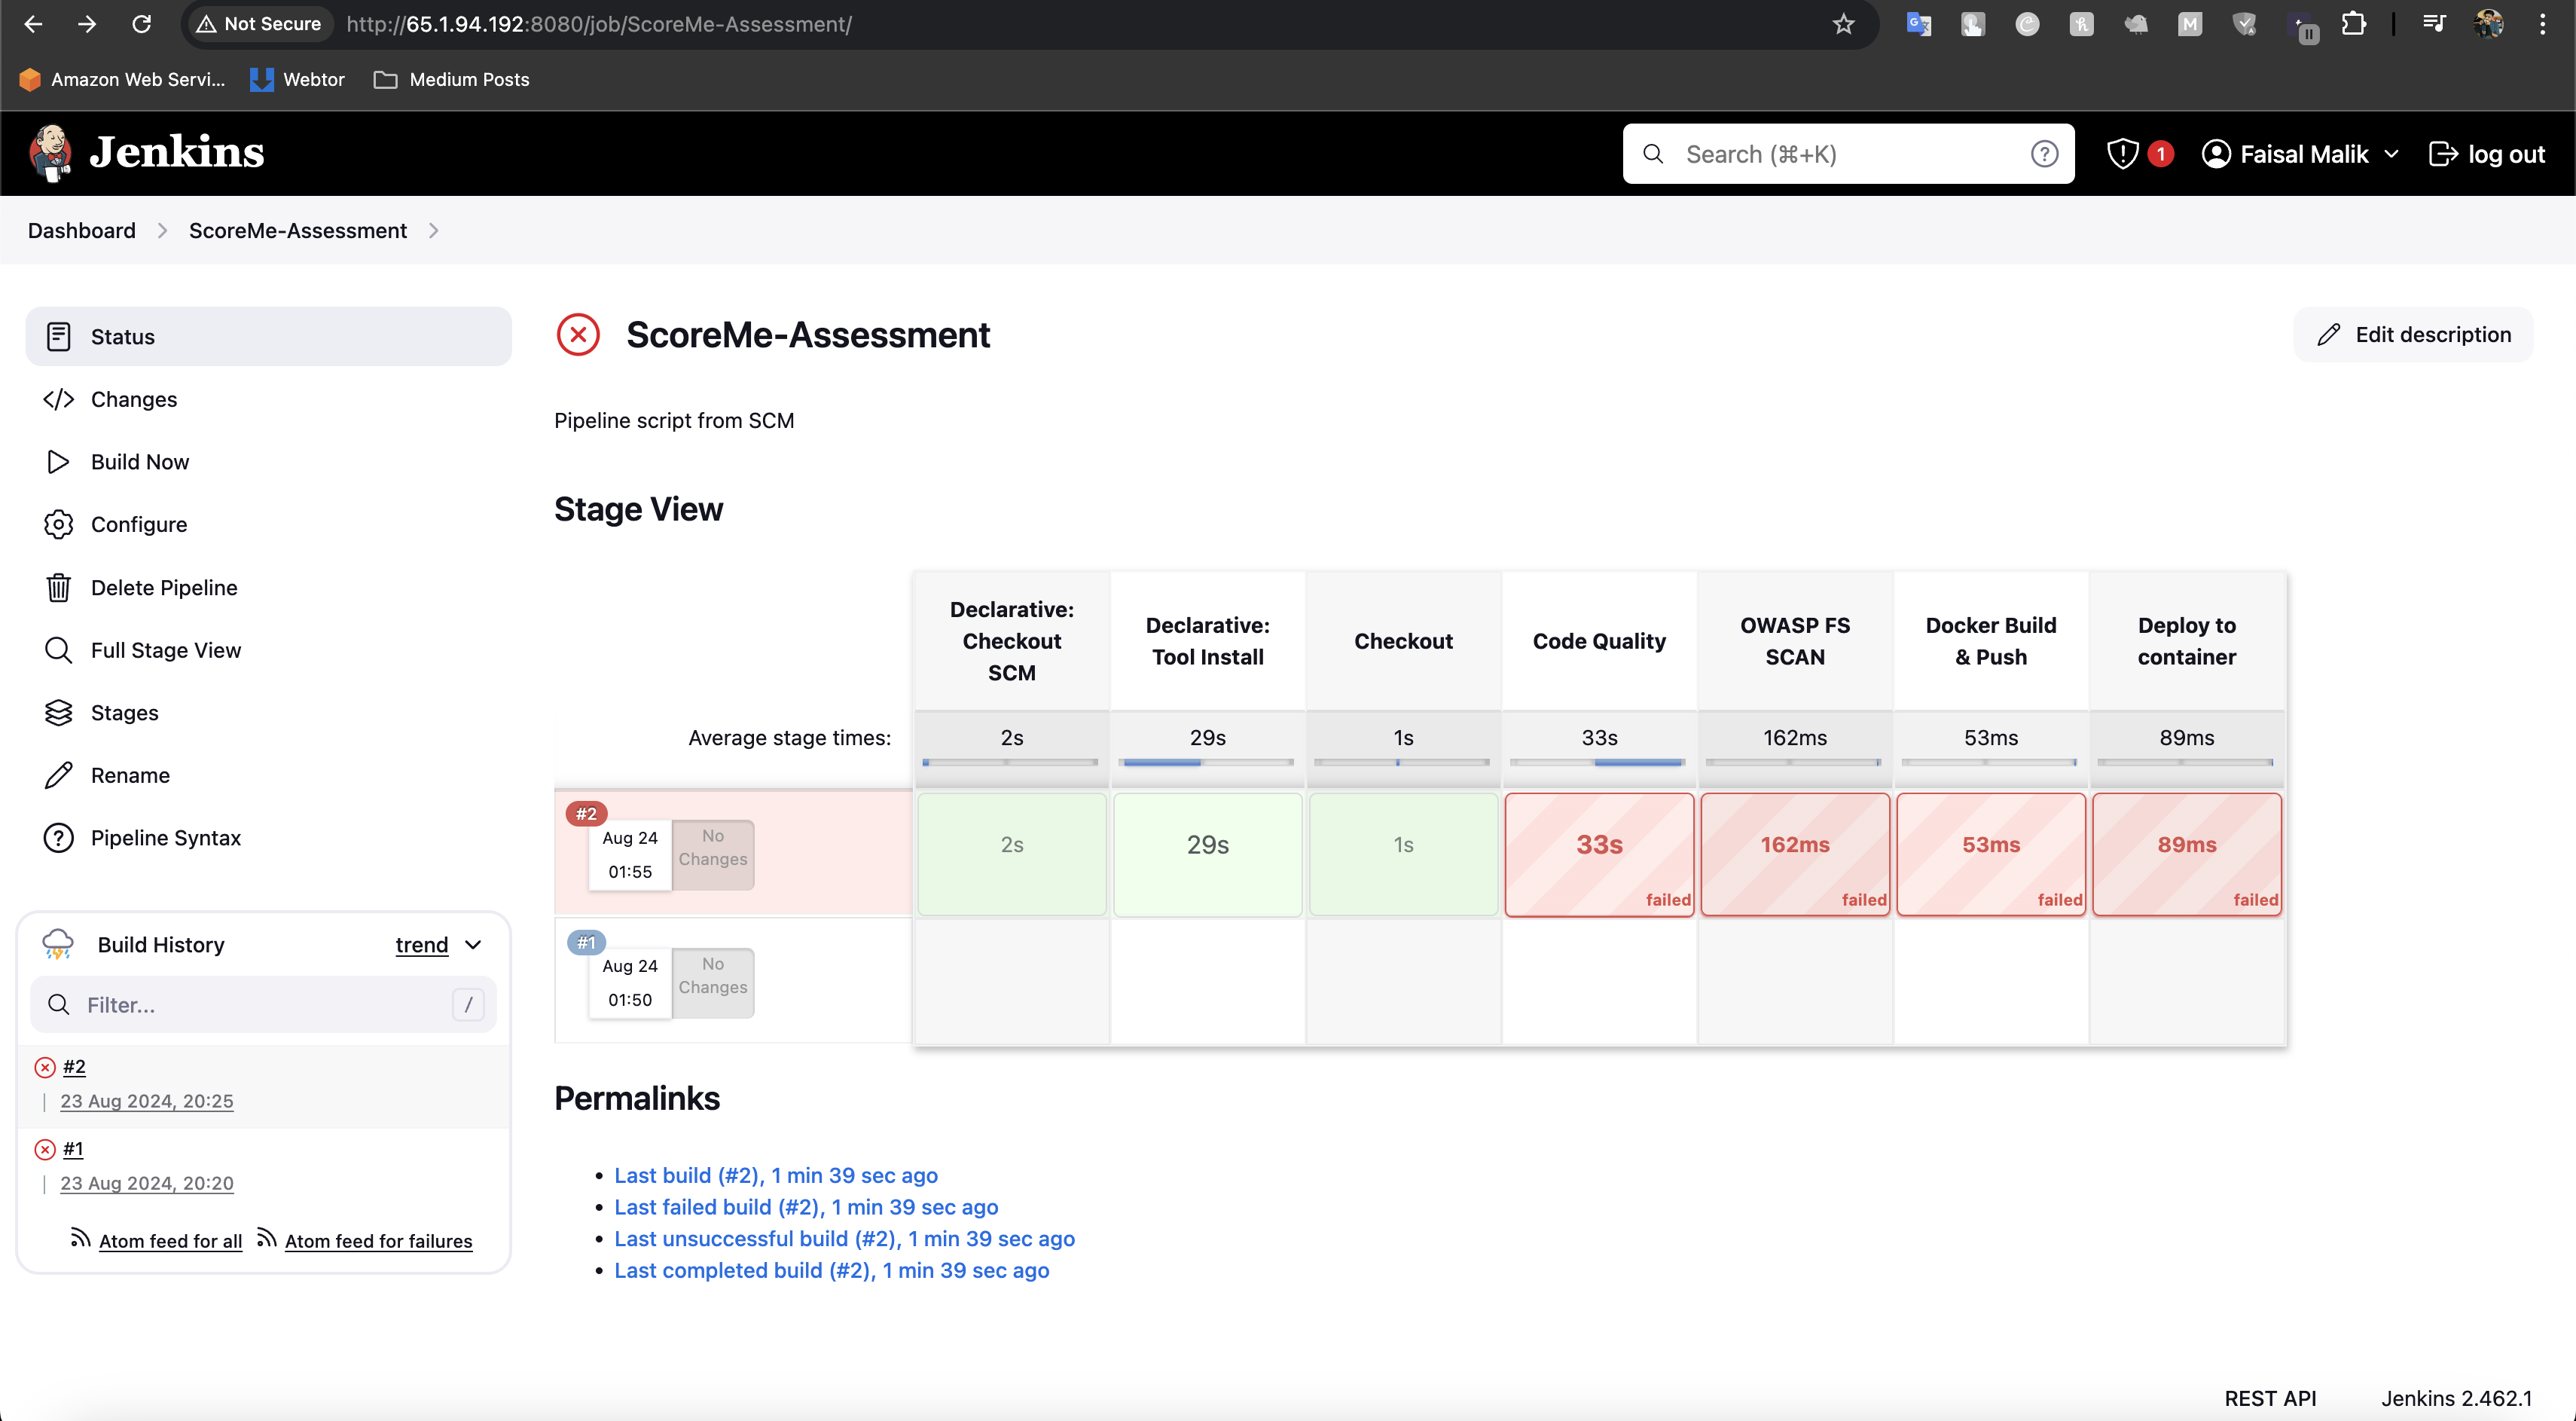 Not Secure http://65.1.94.192:8080/job/ScoreMe-Assessment/
Amazon Web Servi... Webtor Medium Posts
Jenkins Search (⌘+K) ? 1 Faisal Malik log out
Dashboard ScoreMe-Assessment
Status
Changes
Build Now
Configure
Delete Pipeline
Full Stage View
Stages
Rename
Pipeline Syntax
Build History trend
Filter... /
#2
23 Aug 2024, 20:25
#1
23 Aug 2024, 20:20
Atom feed for all Atom feed for failures
ScoreMe-Assessment
Edit description
Pipeline script from SCM
Stage View
Declarative: Checkout SCM
Declarative: Tool Install
Checkout
Code Quality
OWASP FS SCAN
Docker Build & Push
Deploy to container
Average stage times: 2s 29s 1s 33s 162ms 53ms 89ms
#2
Aug 24
01:55
No Changes
2s 29s 1s 33s 162ms 53ms 89ms
failed failed failed failed
#1
Aug 24
01:50
No Changes
Permalinks
Last build (#2), 1 min 39 sec ago
Last failed build (#2), 1 min 39 sec ago
Last unsuccessful build (#2), 1 min 39 sec ago
Last completed build (#2), 1 min 39 sec ago
REST API Jenkins 2.462.1